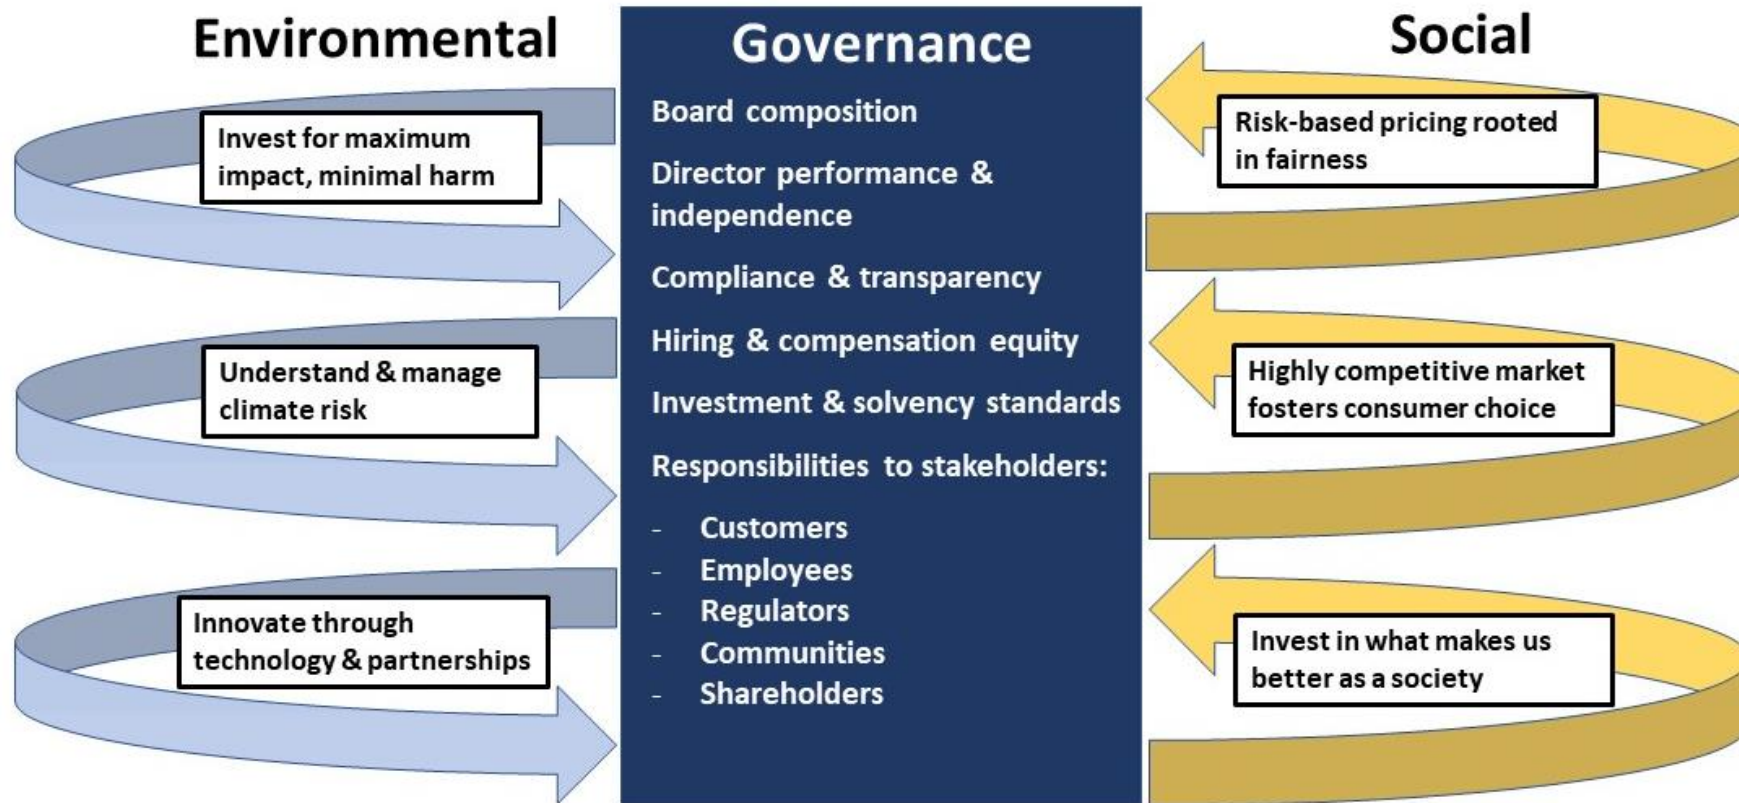 Environmental
Invest for maximum
impact, minimal harm
Understand & manage
climate risk
Innovate through
technology & partnerships
Governance
Board composition
Director performance &
independence
Compliance & transparency
Hiring & compensation equity
Investment & solvency standards
Responsibilities to stakeholders:
- Customers
- Employees
- Regulators
- Communities
- Shareholders
Social
Risk-based pricing rooted
in fairness
Highly competitive market
fosters consumer choice
Invest in what makes us
better as a society